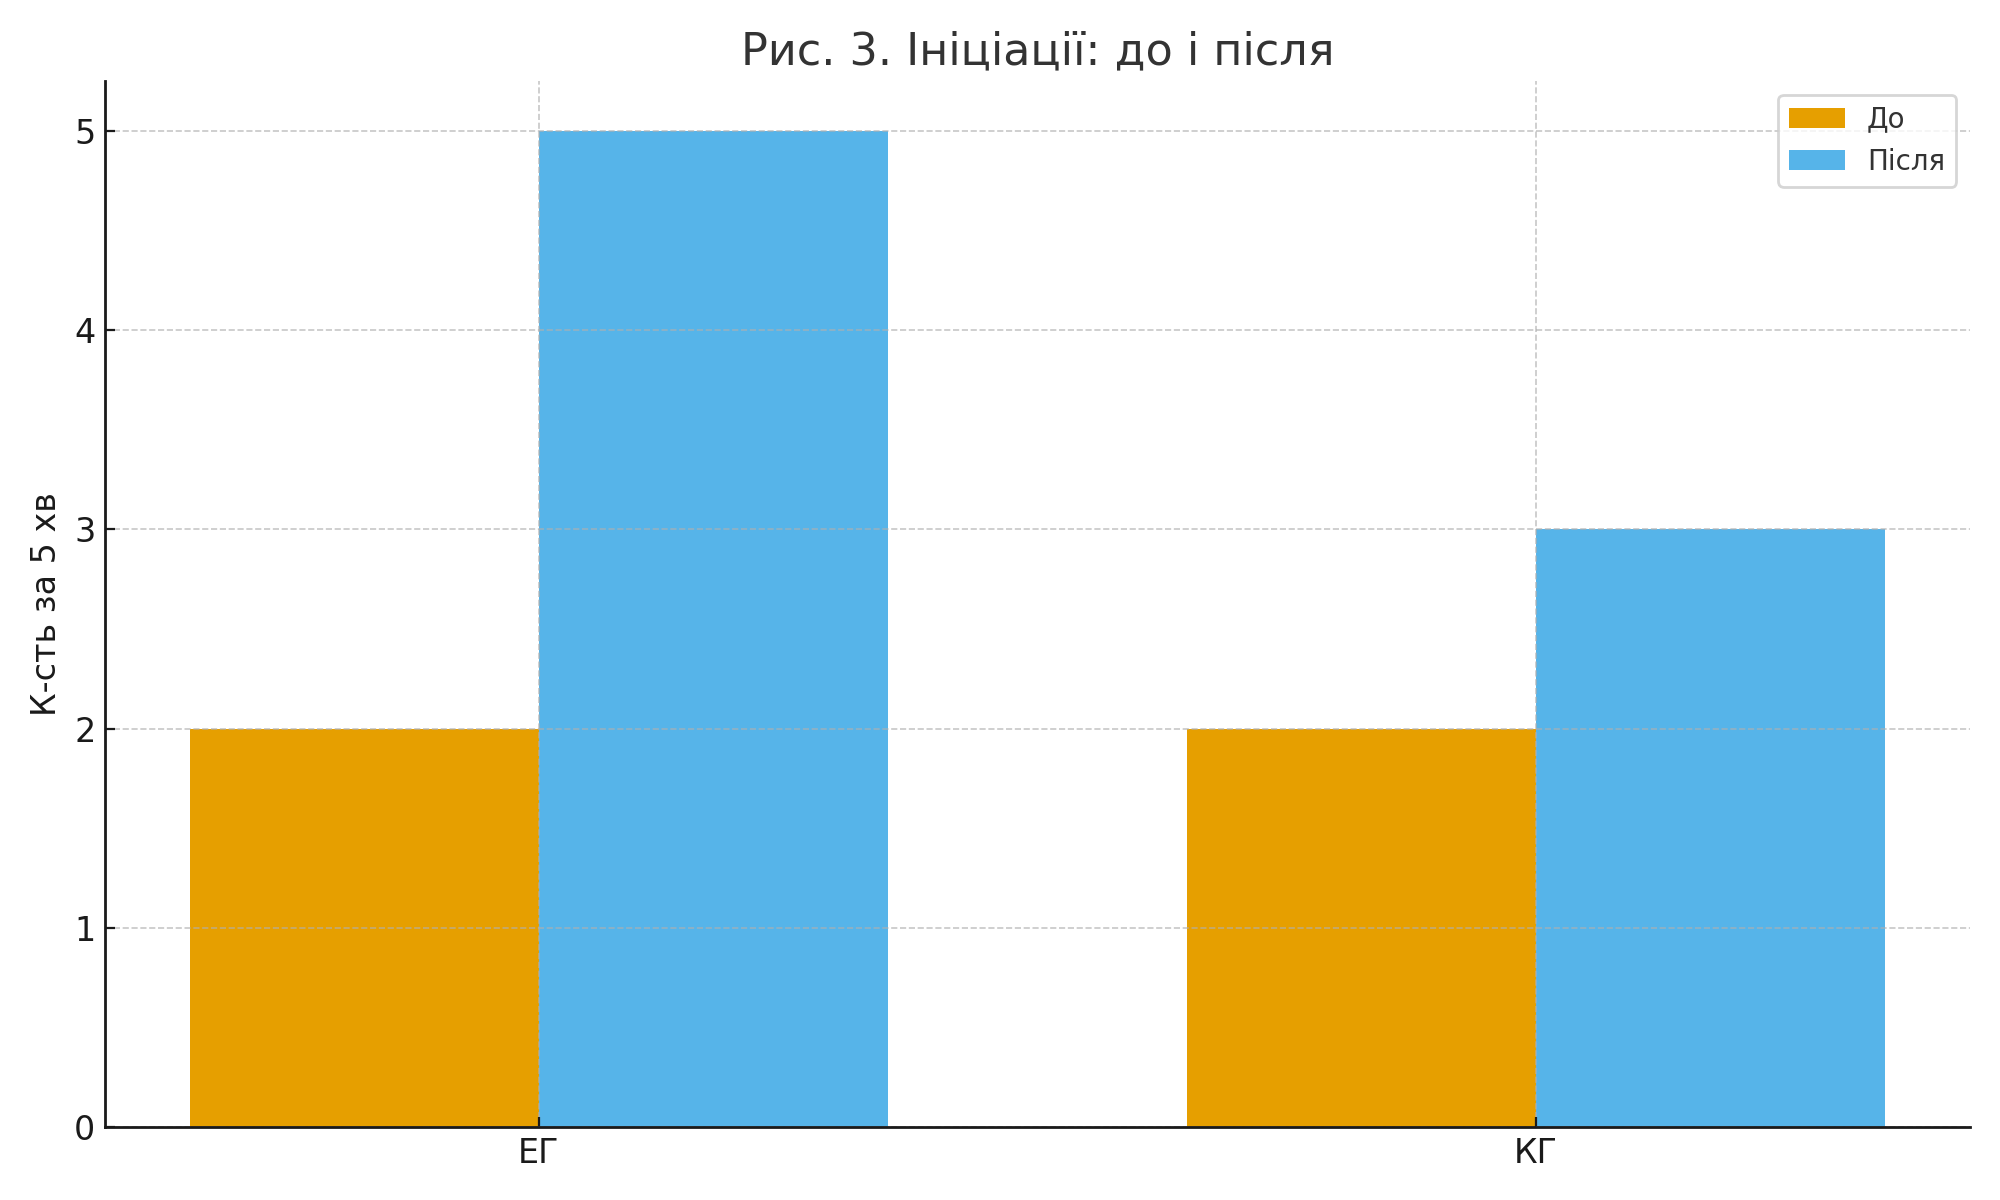 Рис. 3. Ініціації: до і після
До
Після
К-сть за 5 хв
5
4
3
2
1
0
ЕГ
КГ